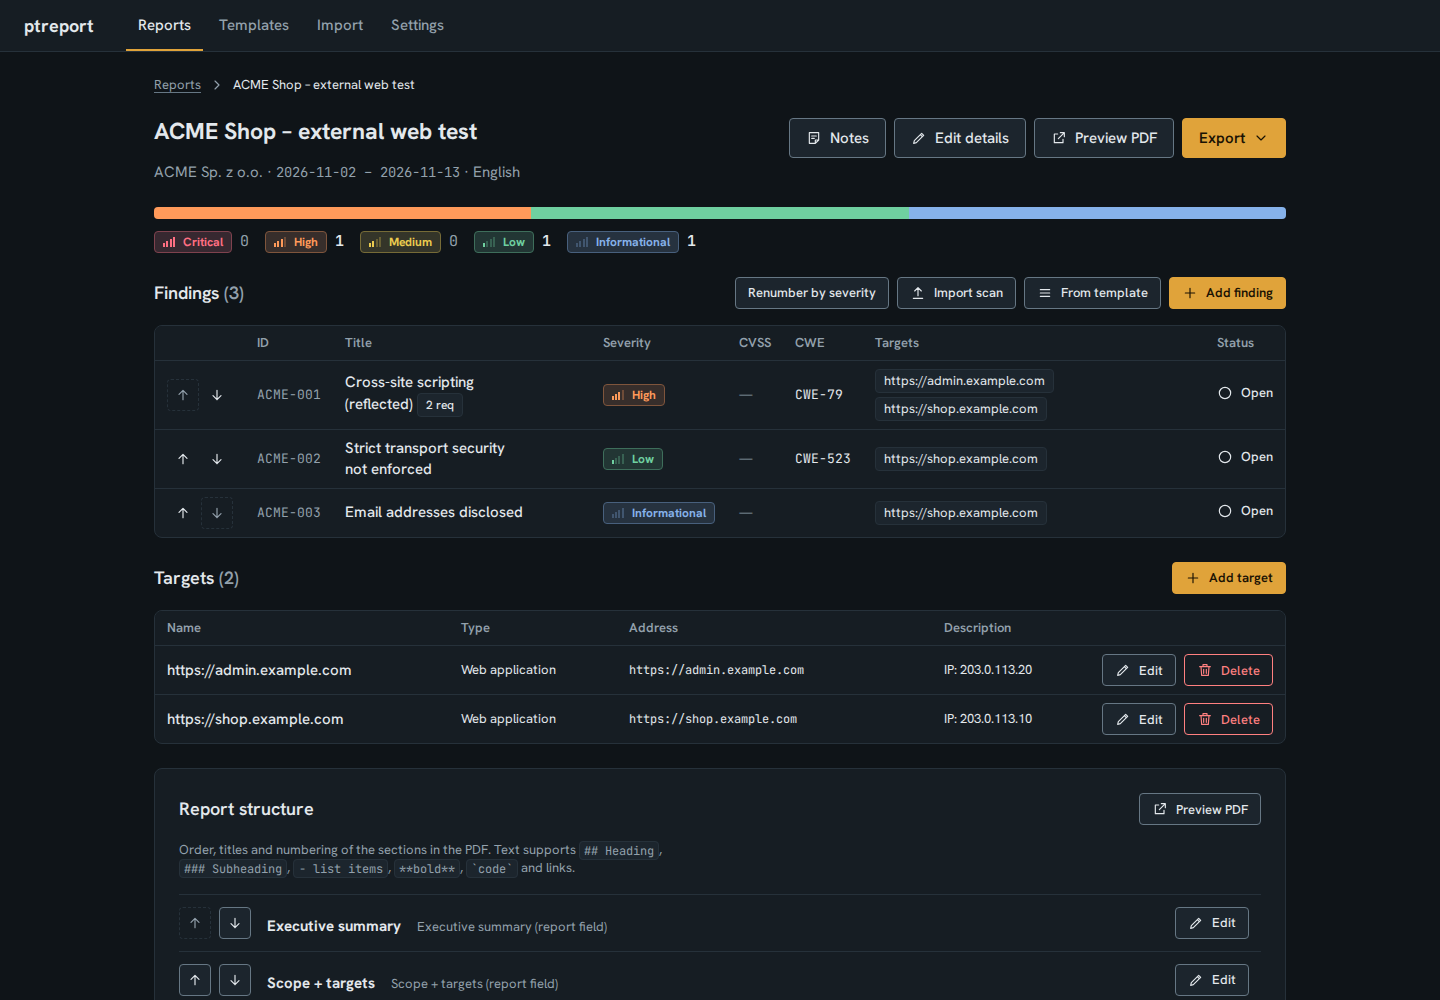 ptreport Reports Templates Import Settings
Reports > ACME Shop – external web test
ACME Shop – external web test
Notes Edit details Preview PDF Export
ACME Sp. z o.o. · 2026-11-02 – 2026-11-13 · English
Critical 0 High 1 Medium 0 Low 1 Informational 1
Findings (3)
Renumber by severity Import scan From template Add finding
ID Title Severity CVSS CWE Targets Status
ACME-001 Cross-site scripting (reflected) 2 req High — CWE-79 https://admin.example.com https://shop.example.com Open
ACME-002 Strict transport security not enforced Low — CWE-523 https://shop.example.com Open
ACME-003 Email addresses disclosed Informational — https://shop.example.com Open
Targets (2) Add target
Name Type Address Description
https://admin.example.com Web application https://admin.example.com IP: 203.0.113.20 Edit Delete
https://shop.example.com Web application https://shop.example.com IP: 203.0.113.10 Edit Delete
Report structure Preview PDF
Order, titles and numbering of the sections in the PDF. Text supports ## Heading,
### Subheading, - list items, **bold**, `code` and links.
Executive summary Executive summary (report field) Edit
Scope + targets Scope + targets (report field) Edit